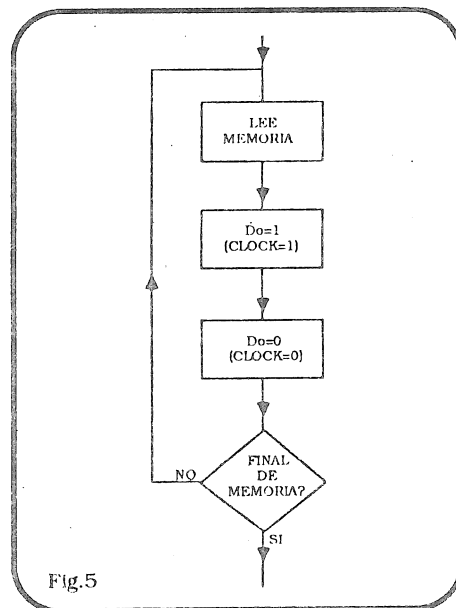 LEE
MEMORIA
Do=1
(CLOCK=1)
Do=0
(CLOCK=0)
FINAL
DE
MEMORIA?
NO
SI
Fig.5